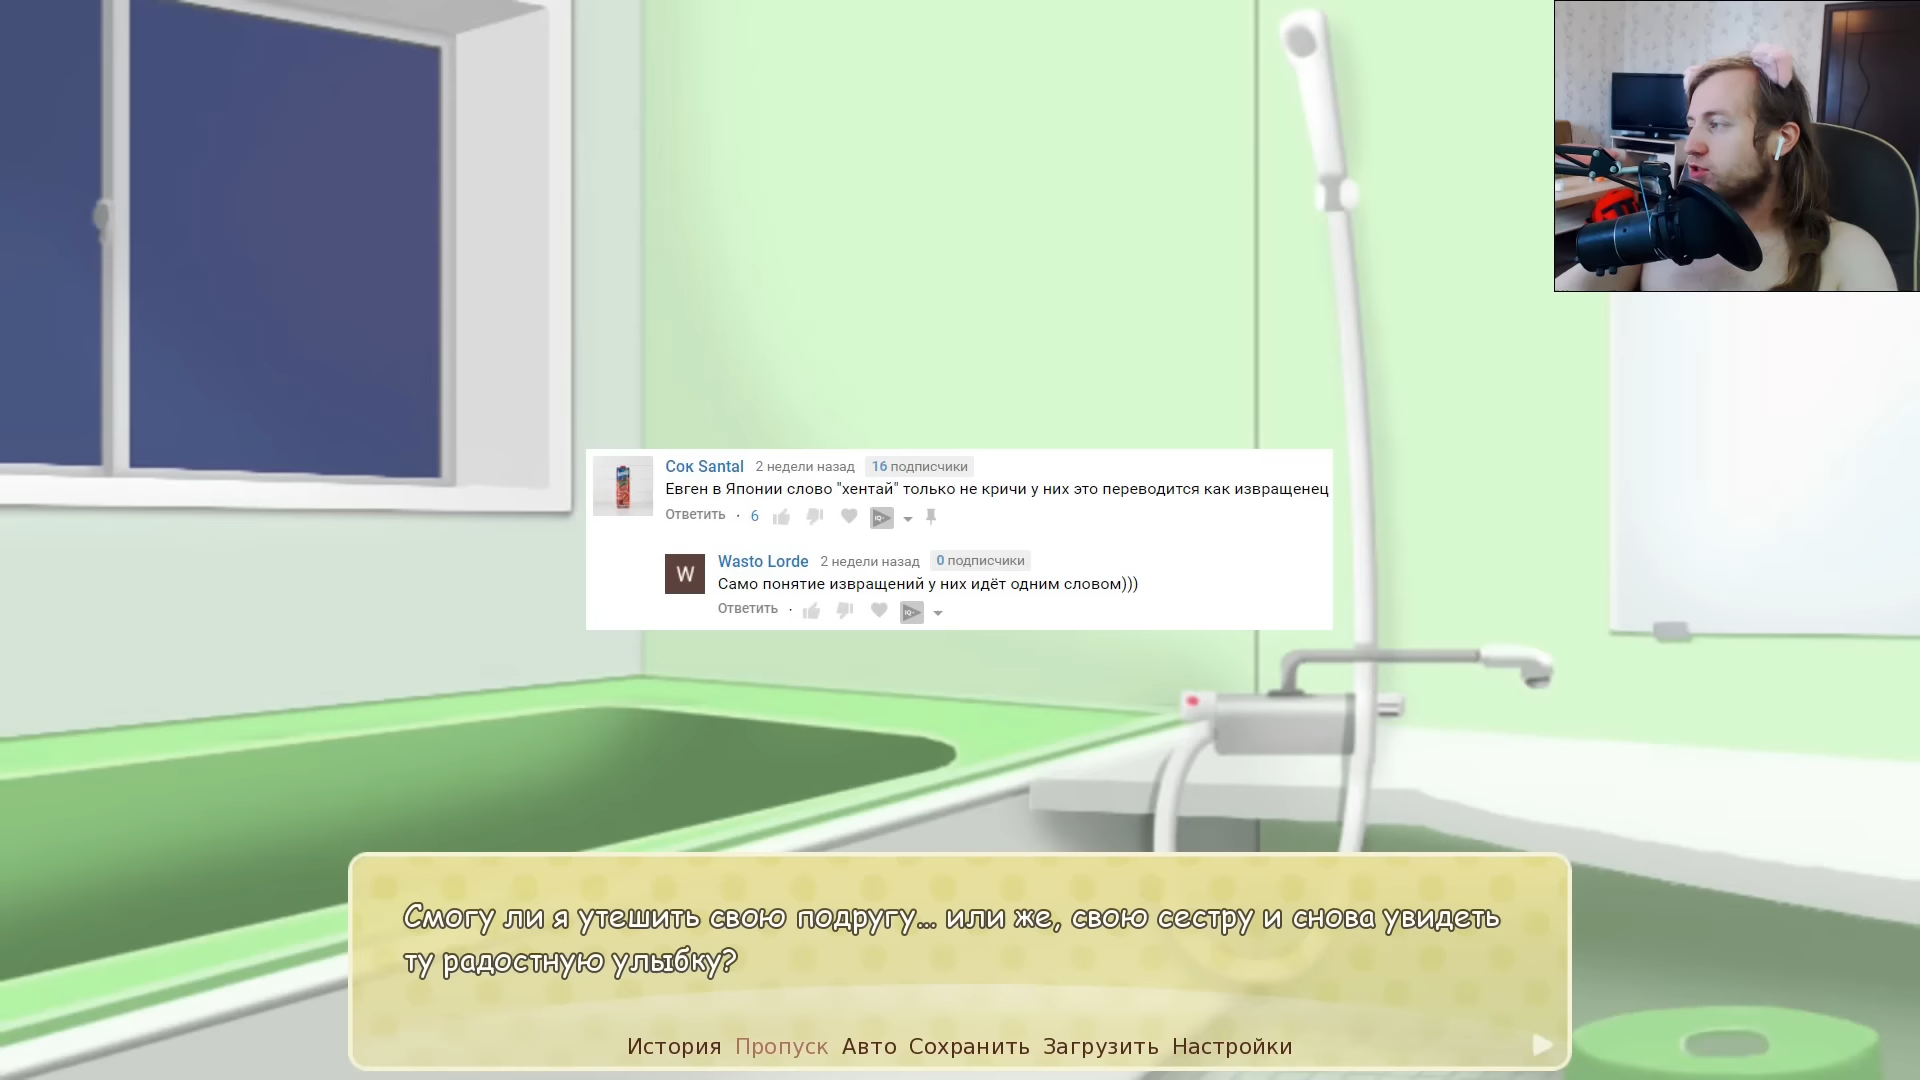 Сок Santal 2 недели назад 16 подписчики
Евген в Японии слово "хентай" только не кричи у них это переводится как извращенец
Ответить · 6
W Wasto Lorde 2 недели назад 0 подписчики
Само понятие извращений у них идёт одним словом)))
Ответить ·
Смогу ли я утешить свою подругу... или же, свою сестру и снова увидеть
ту радостную улыбку?
История Пропуск Авто Сохранить Загрузить Настройки